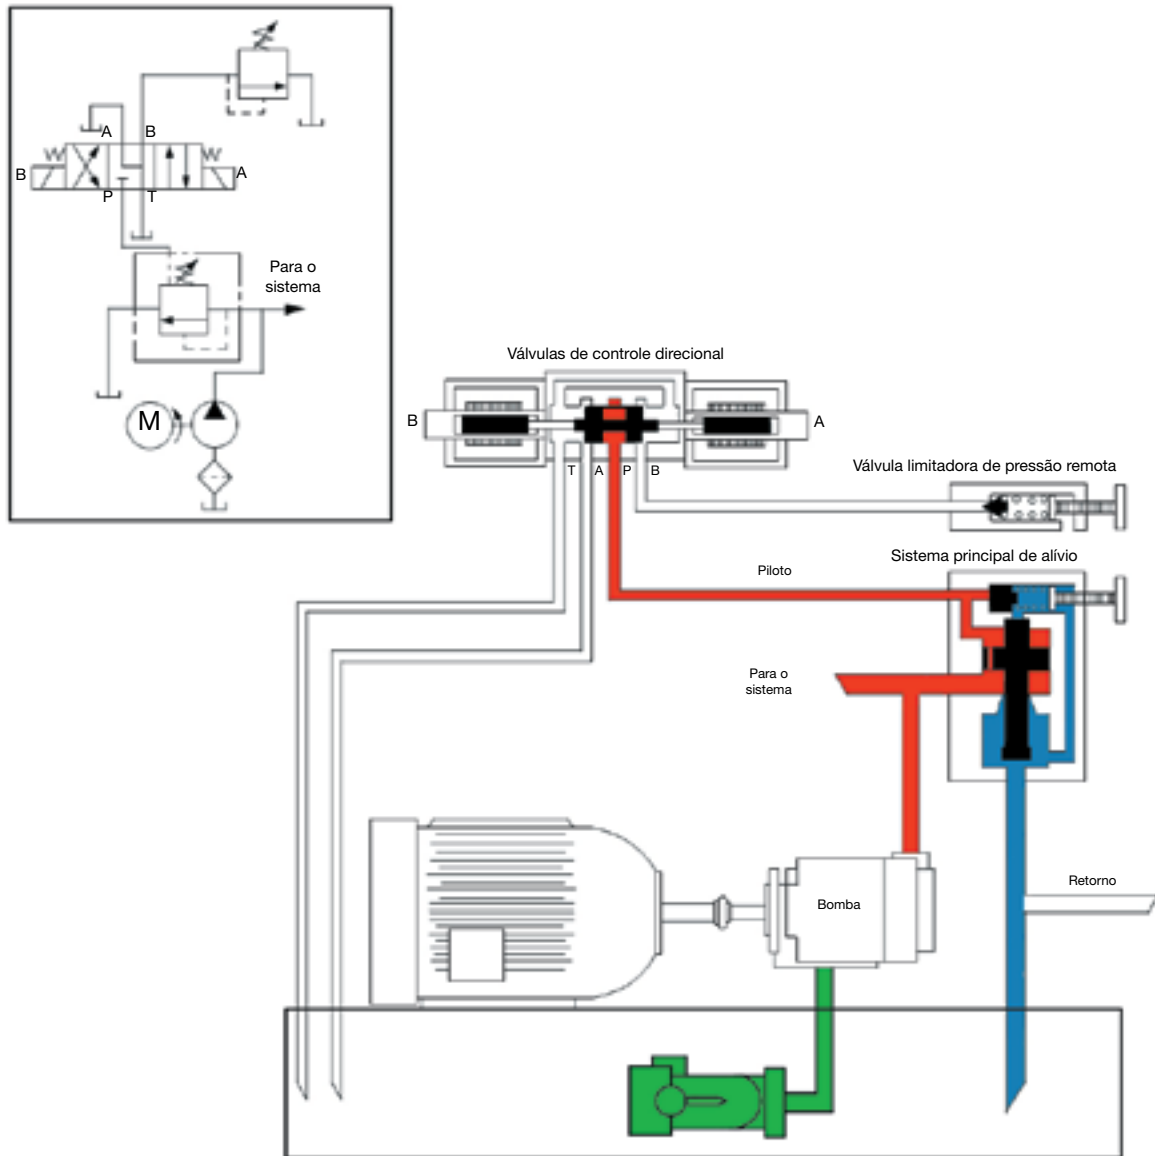 A B
B A
P T
Para o
sistema
M
Válvulas de controle direcional
B A
T A P B
Válvula limitadora de pressão remota
Sistema principal de alívio
Piloto
Para o
sistema
Retorno
Bomba